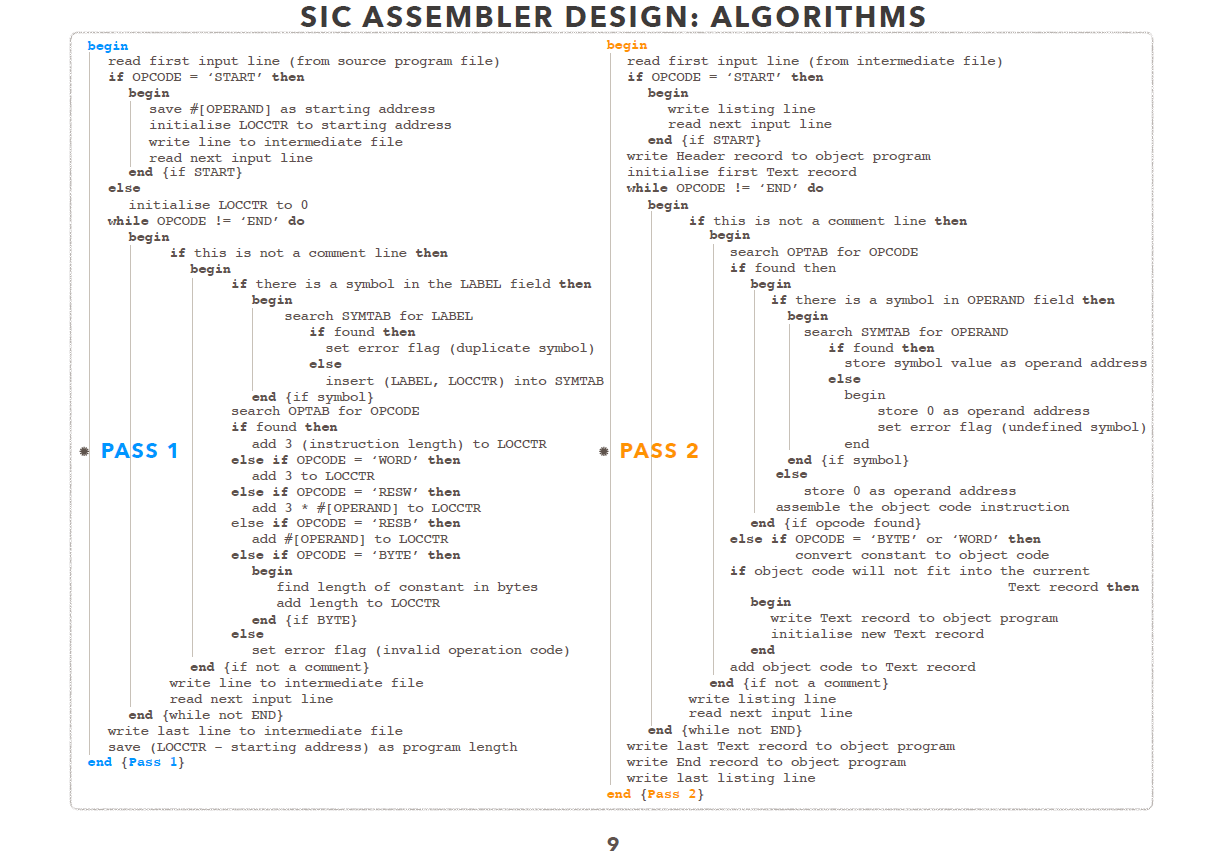 SIC ASSEMBLER DESIGN: ALGORITHMS
begin
read first input line (from source program file)
if OPCODE = ‘START’ then
begin
save #[OPERAND] as starting address
initialise LOCCTR to starting address
write line to intermediate file
read next input line
end {if START}
else
initialise LOCCTR to 0
while OPCODE != ‘END’ do
begin
if this is not a comment line then
begin
if there is a symbol in the LABEL field then
begin
search SYMTAB for LABEL
if found then
set error flag (duplicate symbol)
else
insert (LABEL, LOCCTR) into SYMTAB
end {if symbol}
search OPTAB for OPCODE
if found then
add 3 (instruction length) to LOCCTR
✹ PASS 1
else if OPCODE = ‘WORD’ then
add 3 to LOCCTR
else if OPCODE = ‘RESW’ then
add 3 * #[OPERAND] to LOCCTR
else if OPCODE = ‘RESB’ then
add #[OPERAND] to LOCCTR
else if OPCODE = ‘BYTE’ then
begin
find length of constant in bytes
add length to LOCCTR
end {if BYTE}
else
set error flag (invalid operation code)
end {if not a comment}
write line to intermediate file
read next input line
end {while not END}
write last line to intermediate file
save (LOCCTR – starting address) as program length
end {Pass 1}
begin
read first input line (from intermediate file)
if OPCODE = ‘START’ then
begin
write listing line
read next input line
end {if START}
write Header record to object program
initialise first Text record
while OPCODE != ‘END’ do
begin
if this is not a comment line then
begin
search OPTAB for OPCODE
if found then
begin
if there is a symbol in OPERAND field then
begin
search SYMTAB for OPERAND
if found then
store symbol value as operand address
else
begin
store 0 as operand address
set error flag (undefined symbol)
end
✹ PASS 2
end {if symbol}
else
store 0 as operand address
assemble the object code instruction
end {if opcode found}
else if OPCODE = ‘BYTE’ or ‘WORD’ then
convert constant to object code
if object code will not fit into the current
Text record then
begin
write Text record to object program
initialise new Text record
end
add object code to Text record
end {if not a comment}
write listing line
read next input line
end {while not END}
write last Text record to object program
write End record to object program
write last listing line
end {Pass 2}
9